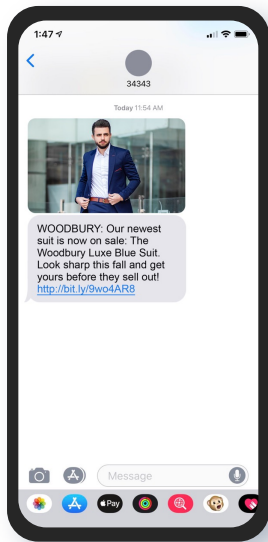 1:47
34343
Today 11:54 AM
WOODBURY: Our newest
suit is now on sale: The
Woodbury Luxe Blue Suit.
Look sharp this fall and get
yours before they sell out!
http://bit.ly/9wo4AR8
Message
Pay